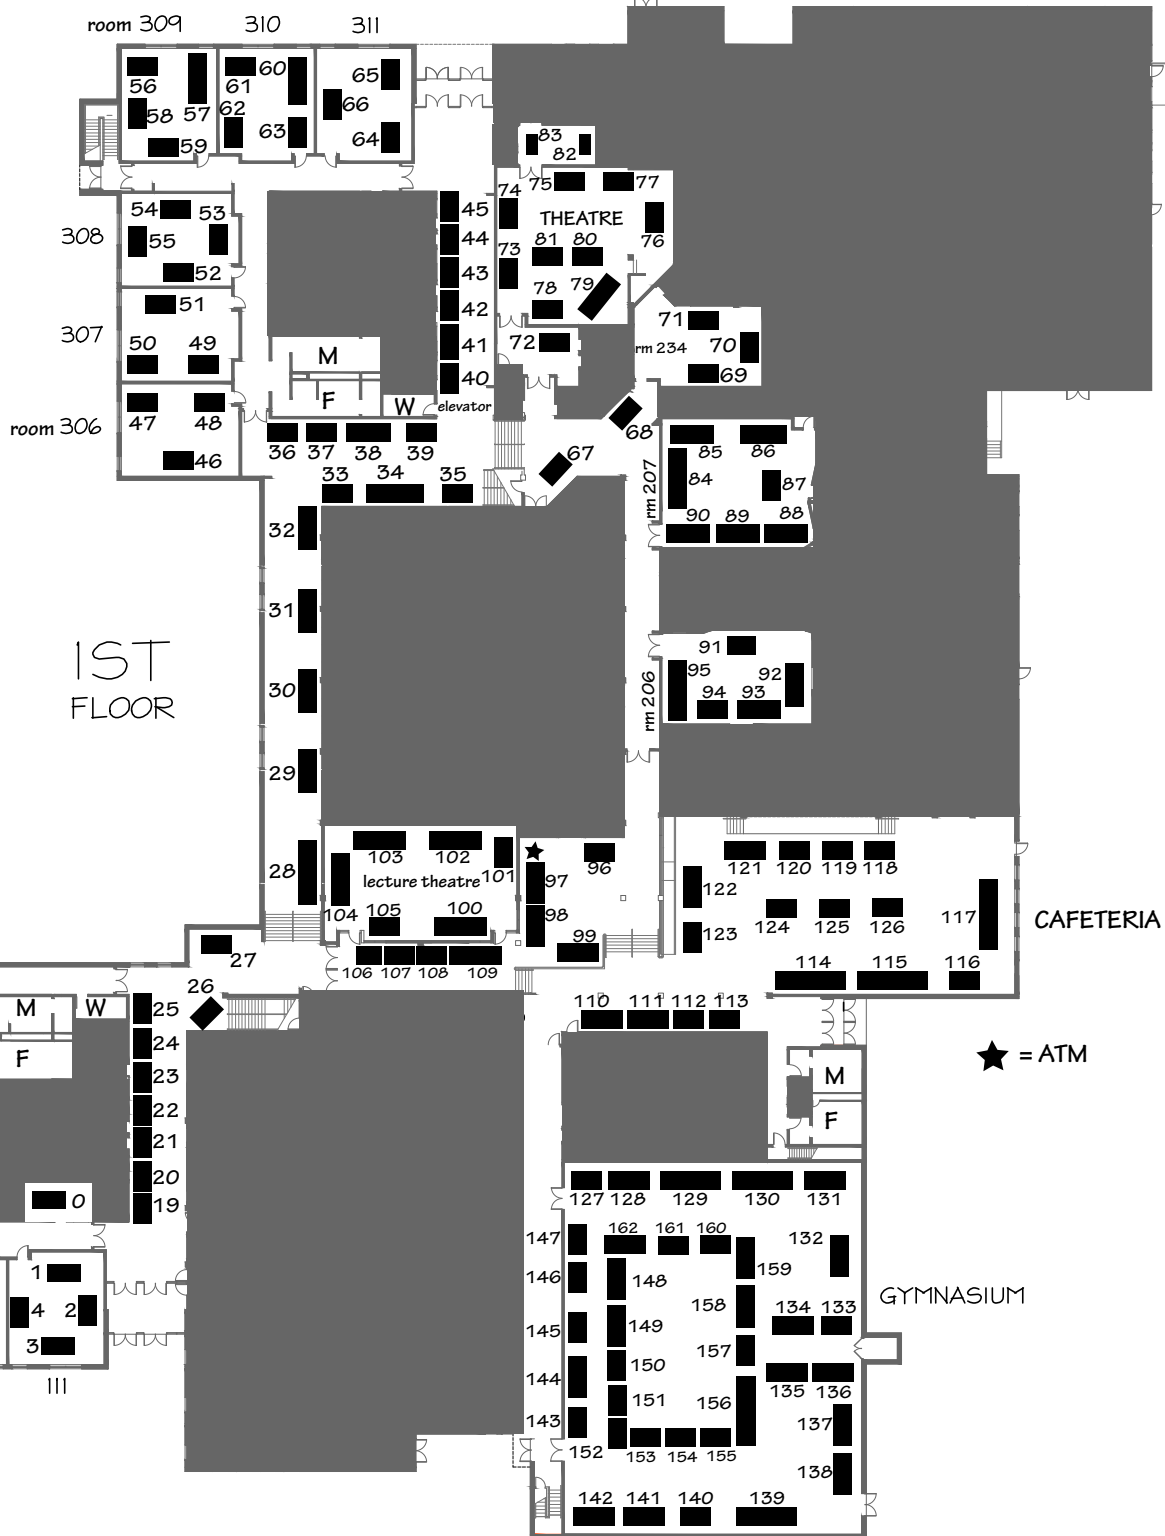 room 309 310 311
56 61 60 65
58 57 62 66
59 63 64
83
82
54 53 45 74 75 77
308 55 44 THEATRE
52 43 73 81 80 76
51 42 78 79
307 50 49 M 41 72 71 70
rm 234
F W 40 69
elevator
room 306 47 48 36 37 38 39 67 68 85 86
46 33 34 35 rm 207 84 87
32 90 89 88
31
1ST
FLOOR
30 91
rm 206 95 92
94 93
29
103 102 101 96 121 120 119 118
28 lecture theatre 97 122
104 105 100 98 124 125 126 117 CAFETERIA
27 99 123
106 107 108 109 114 115 116
26
M W 25 110 111 112 113
F 24 = ATM
23 M
22 F
21
20
0 19 127 128 129 130 131
147 162 161 160 132
1 146 148 159
4 2 158 GYMNASIUM
3 145 149 134 133
111 144 150 157 135 136
143 151 156 137
152 153 154 155 138
142 141 140 139